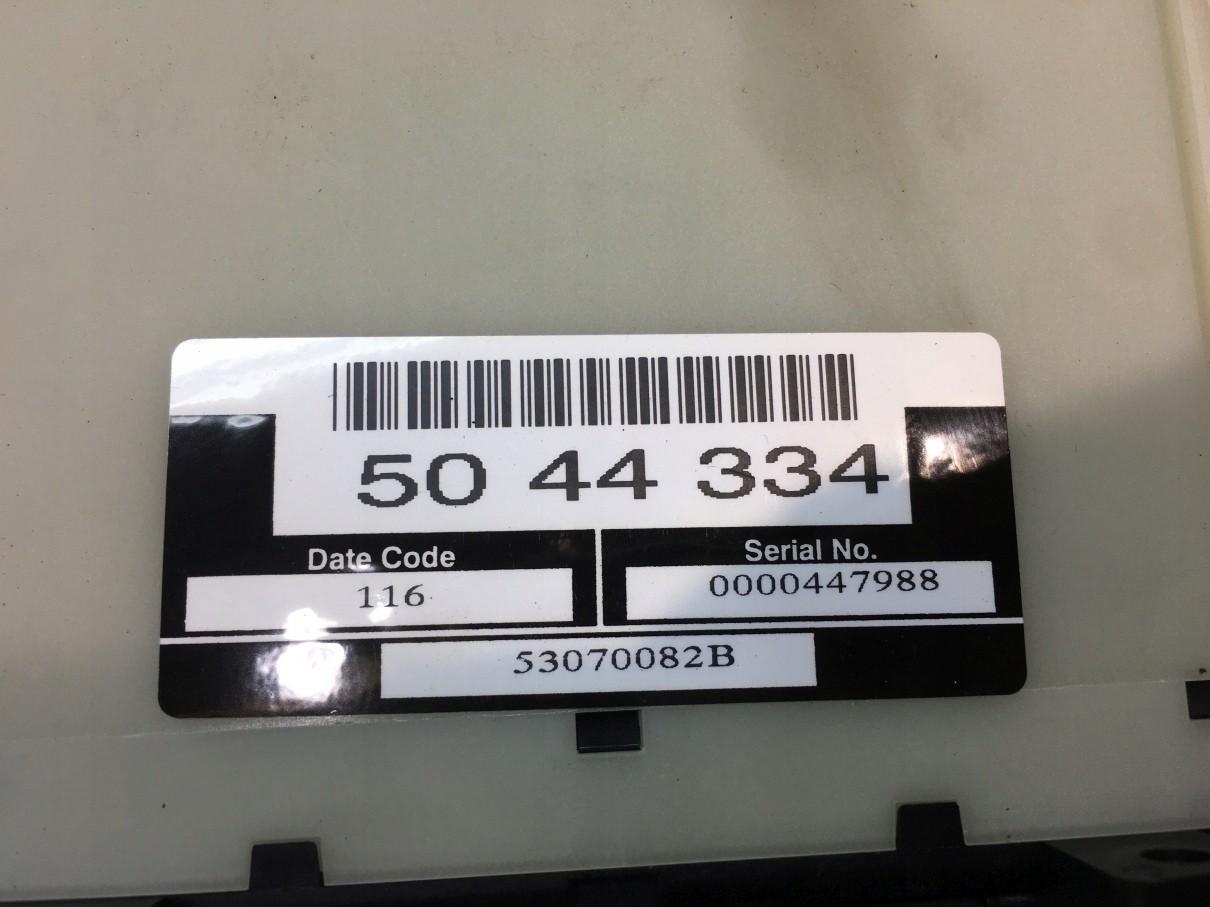 50 44 334
Date Code
Serial No.
116
0000447988
53070082B